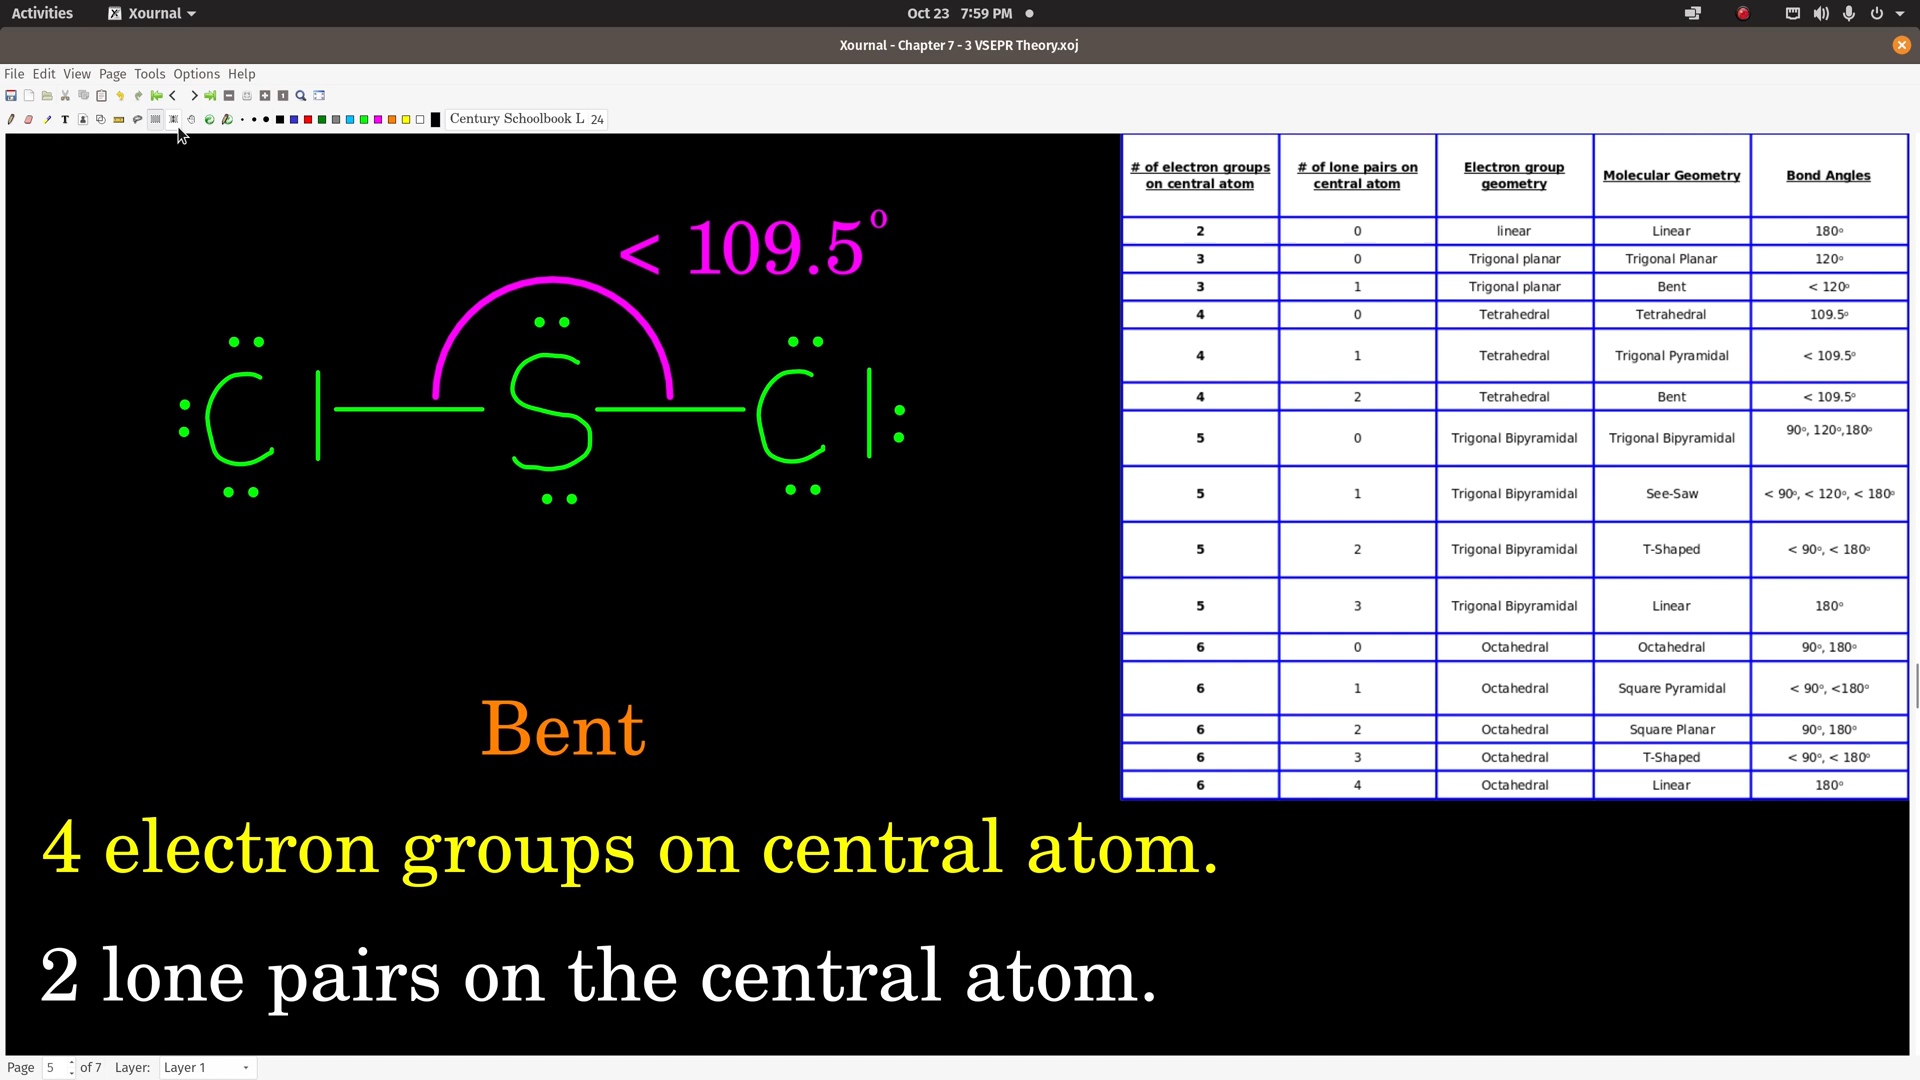 Activities
Xournal
Oct 23 7:59 PM
Xournal - Chapter 7 - 3 VSEPR Theory.xoj
File Edit View Page Tools Options Help
Century Schoolbook L 24
< 109.5°
Cl S Cl
Bent
4 electron groups on central atom.
2 lone pairs on the central atom.
# of electron groups on central atom # of lone pairs on central atom Electron group geometry Molecular Geometry Bond Angles
2 0 linear Linear 180°
3 0 Trigonal planar Trigonal Planar 120°
3 1 Trigonal planar Bent < 120°
4 0 Tetrahedral Tetrahedral 109.5°
4 1 Tetrahedral Trigonal Pyramidal < 109.5°
4 2 Tetrahedral Bent < 109.5°
5 0 Trigonal Bipyramidal Trigonal Bipyramidal 90°, 120°,180°
5 1 Trigonal Bipyramidal See-Saw < 90°, < 120°, < 180°
5 2 Trigonal Bipyramidal T-Shaped < 90°, < 180°
5 3 Trigonal Bipyramidal Linear 180°
6 0 Octahedral Octahedral 90°, 180°
6 1 Octahedral Square Pyramidal < 90°, <180°
6 2 Octahedral Square Planar 90°, 180°
6 3 Octahedral T-Shaped < 90°, < 180°
6 4 Octahedral Linear 180°
Page 5 of 7 Layer: Layer 1